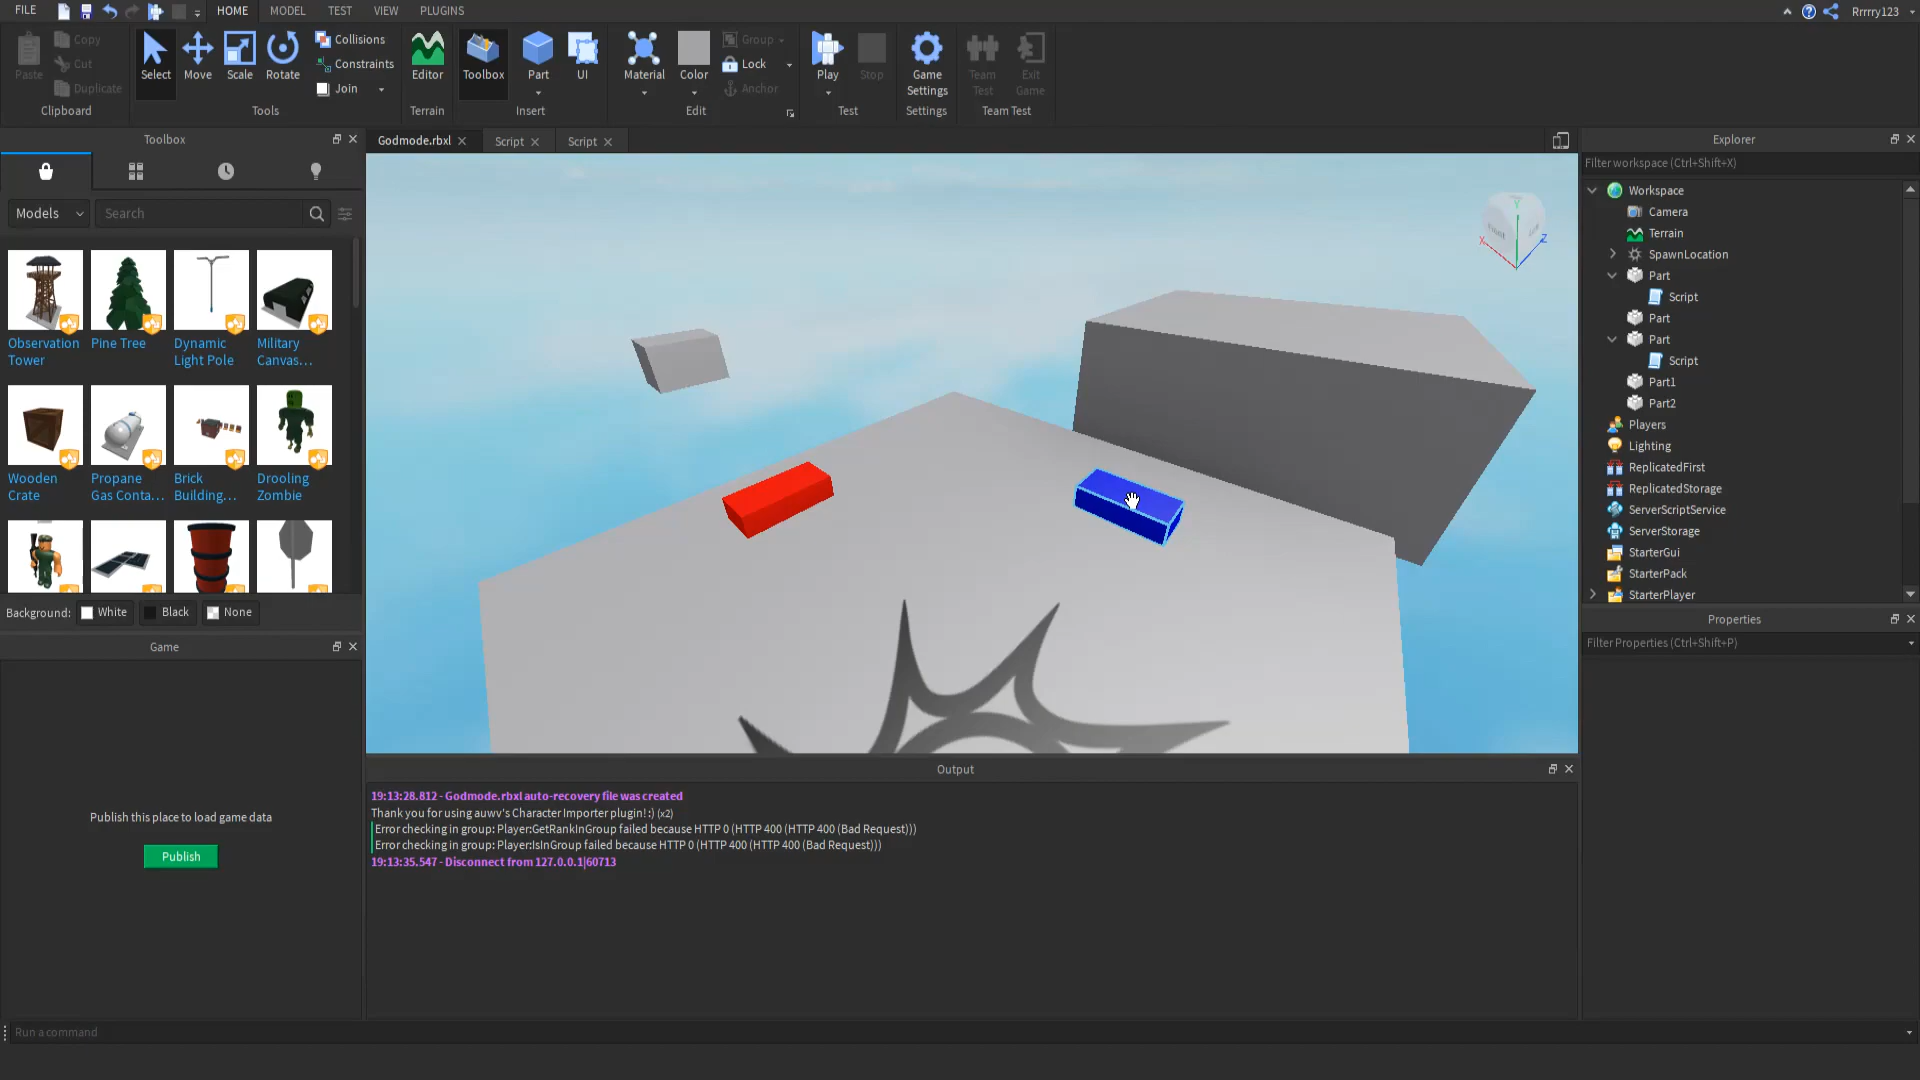 FILE
HOME
MODEL
TEST
VIEW
PLUGINS
Rrrrry123
Paste
Copy
Cut
Duplicate
Clipboard
Select
Move
Scale
Rotate
Collisions
Constraints
Join
Tools
Editor
Terrain
Toolbox
Part
UI
Insert
Material
Color
Group
Lock
Anchor
Edit
Play
Stop
Test
Game
Settings
Settings
Team
Test
Exit
Game
Team Test
Toolbox
Models
Search
Observation
Tower
Pine Tree
Dynamic
Light Pole
Military
Canvas...
Wooden
Crate
Propane
Gas Conta...
Brick
Building...
Drooling
Zombie
Background:
White
Black
None
Game
Publish this place to load game data
Publish
Godmode.rbxl
Script
Script
Y
X
Z
Output
19:13:28.812 - Godmode.rbxl auto-recovery file was created
Thank you for using auwv's Character Importer plugin! :) (x2)
Error checking in group: Player:GetRankInGroup failed because HTTP 0 (HTTP 400 (HTTP 400 (Bad Request)))
Error checking in group: Player:IsInGroup failed because HTTP 0 (HTTP 400 (HTTP 400 (Bad Request)))
19:13:35.547 - Disconnect from 127.0.0.1|60713
Explorer
Filter workspace (Ctrl+Shift+X)
Workspace
Camera
Terrain
SpawnLocation
Part
Script
Part
Part
Script
Part1
Part2
Players
Lighting
ReplicatedFirst
ReplicatedStorage
ServerScriptService
ServerStorage
StarterGui
StarterPack
StarterPlayer
Properties
Filter Properties (Ctrl+Shift+P)
Run a command